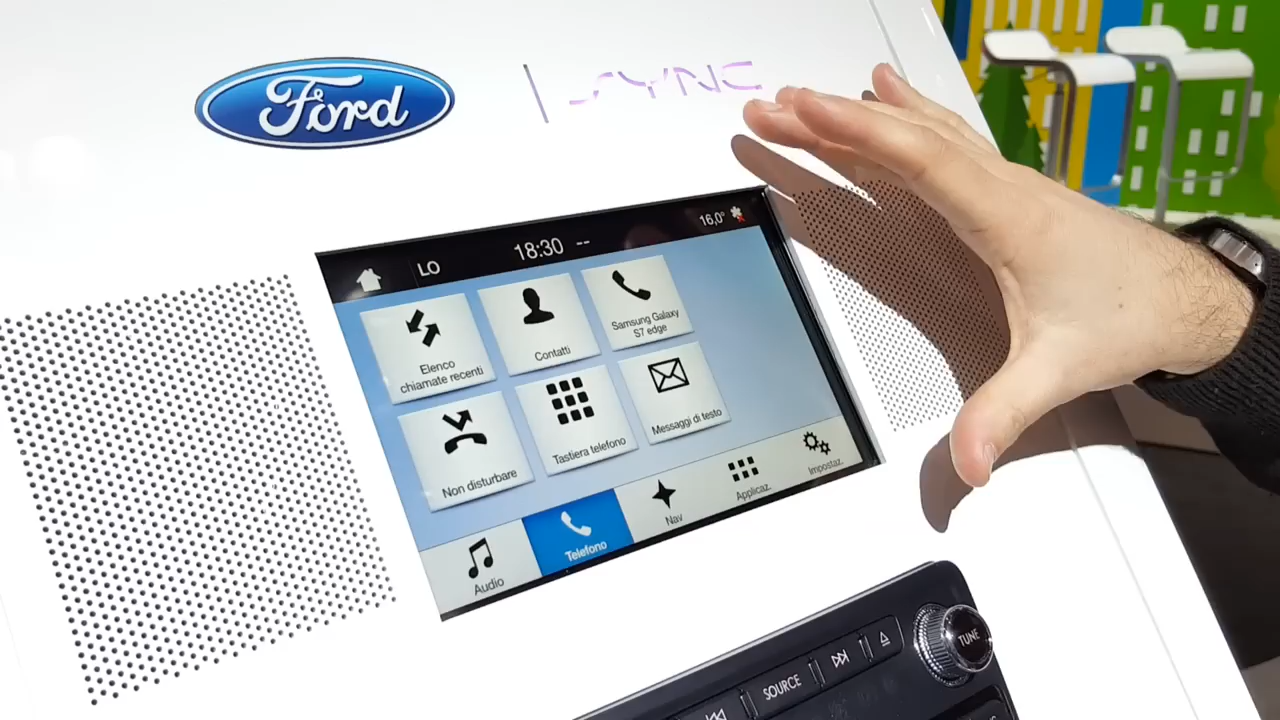 Ford
SYNC
LO
18:30 --
16,0°
Elenco
chiamate recenti
Contatti
Samsung Galaxy
S7 edge
Non disturbare
Tastiera telefono
Messaggi di testo
Audio
Telefono
Nav
Applicaz.
Impostaz.
SOURCE
TUNE